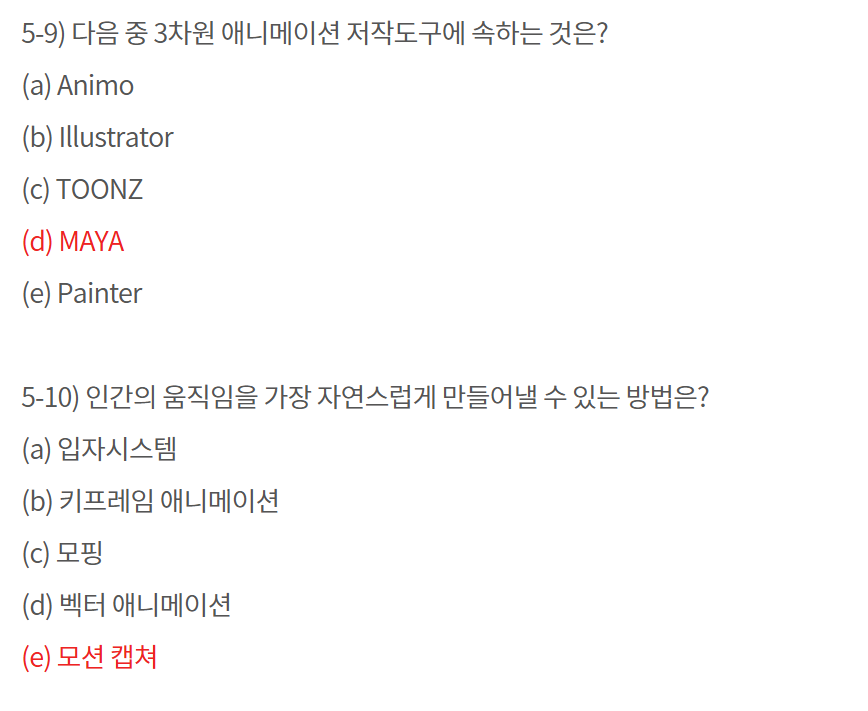 5-9) 다음 중 3차원 애니메이션 저작도구에 속하는 것은?
(a) Animo
(b) Illustrator
(c) TOONZ
(d) MAYA
(e) Painter
5-10) 인간의 움직임을 가장 자연스럽게 만들어낼 수 있는 방법은?
(a) 입자시스템
(b) 키프레임 애니메이션
(c) 모핑
(d) 벡터 애니메이션
(e) 모션 캡쳐